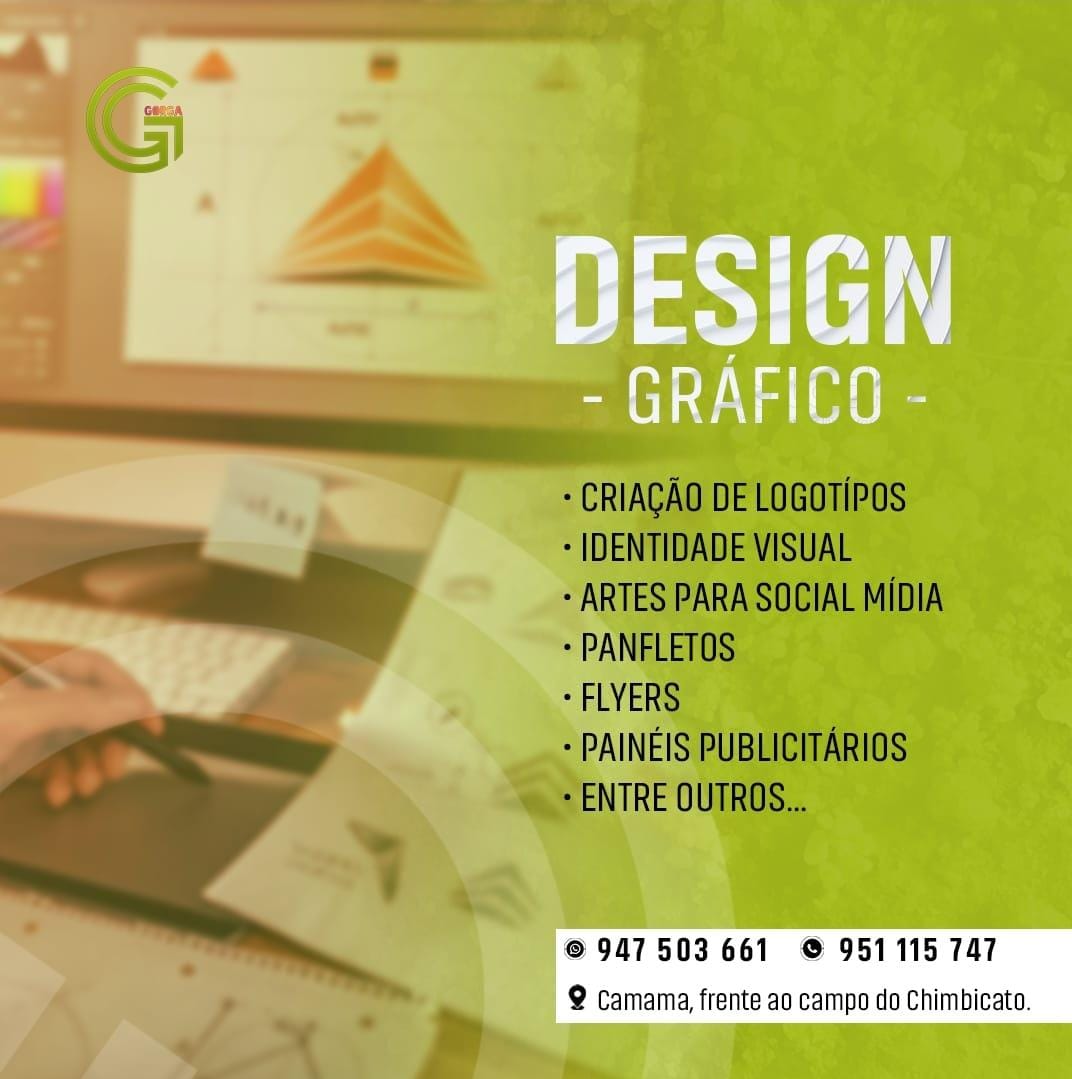 DESIGN
- GRÁFICO -
• CRIAÇÃO DE LOGOTÍPOS
• IDENTIDADE VISUAL
• ARTES PARA SOCIAL MÍDIA
• PANFLETOS
• FLYERS
• PAINÉIS PUBLICITÁRIOS
• ENTRE OUTROS...
947 503 661 951 115 747
Camama, frente ao campo do Chimbicato.